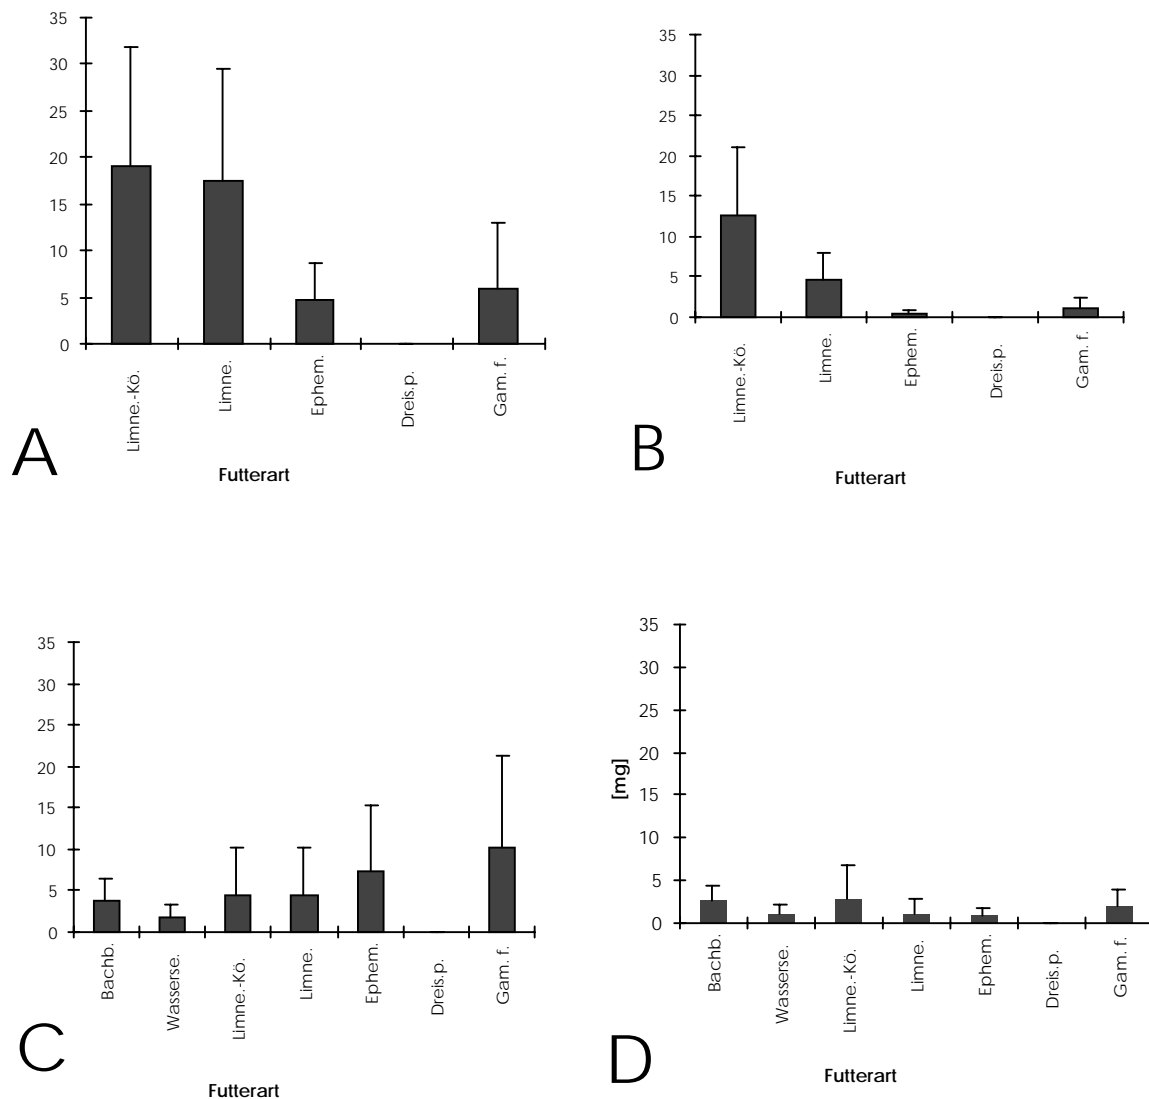 35
30
25
20
15
10
5
0
Limne.-Kö.
Limne.
Ephem.
Dreis.p.
Gam. f.
A
Futterart
35
30
25
20
15
10
5
0
Limne.-Kö.
Limne.
Ephem.
Dreis.p.
Gam. f.
B
Futterart
35
30
25
20
15
10
5
0
Bachb.
Wasserse.
Limne.-Kö.
Limne.
Ephem.
Dreis.p.
Gam. f.
C
Futterart
[mg]
35
30
25
20
15
10
5
0
Bachb.
Wasserse.
Limne.-Kö.
Limne.
Ephem.
Dreis.p.
Gam. f.
D
Futterart